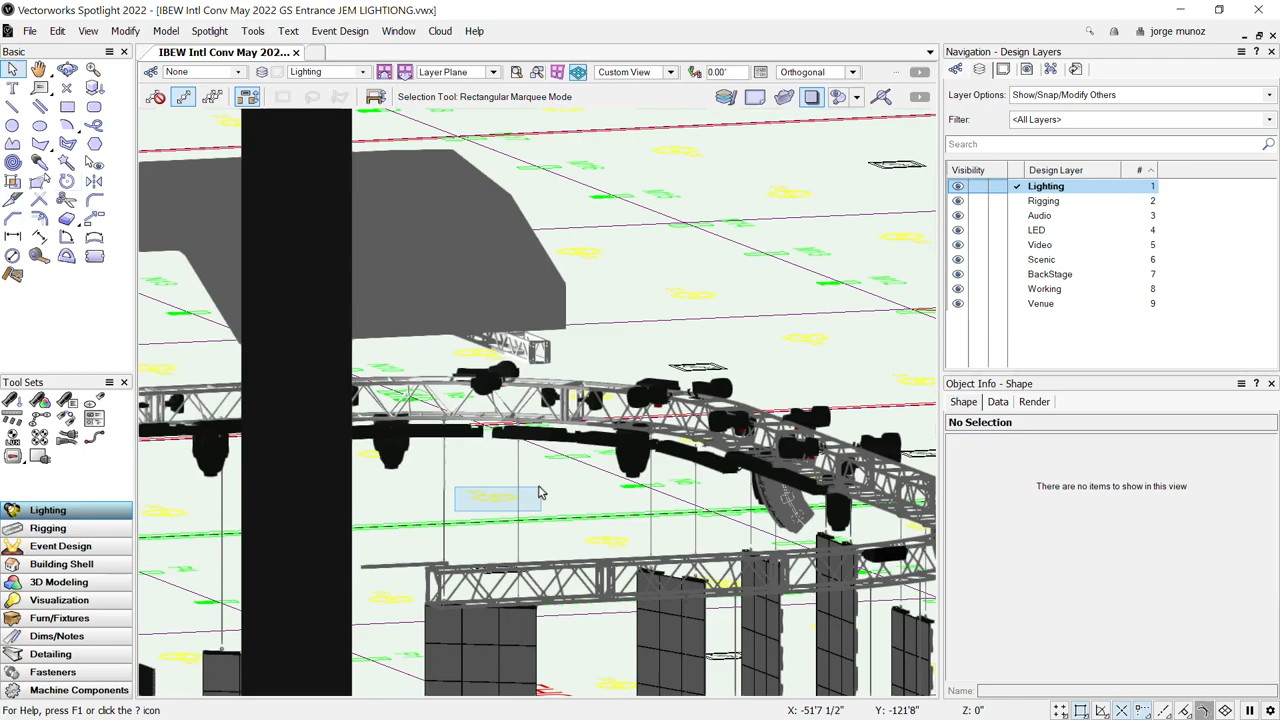 Vectorworks Spotlight 2022 - [IBEW Intl Conv May 2022 GS Entrance JEM LIGHTIONG.vwx]
File Edit View Modify Model Spotlight Tools Text Event Design Window Cloud Help jorge munoz
Basic
IBEW Intl Conv May 202...
None
Lighting
Layer Plane
Custom View
0.00'
Orthogonal
Selection Tool: Rectangular Marquee Mode
Tool Sets
Lighting
Rigging
Event Design
Building Shell
3D Modeling
Visualization
Furn/Fixtures
Dims/Notes
Detailing
Fasteners
Machine Components
Navigation - Design Layers
Layer Options: Show/Snap/Modify Others
Filter: <All Layers>
Search
Visibility Design Layer #
Lighting 1
Rigging 2
Audio 3
LED 4
Video 5
Scenic 6
BackStage 7
Working 8
Venue 9
Object Info - Shape
Shape Data Render
No Selection
There are no items to show in this view
Name:
For Help, press F1 or click the ? icon
X: -51'7 1/2" Y: -121'8" Z: 0"